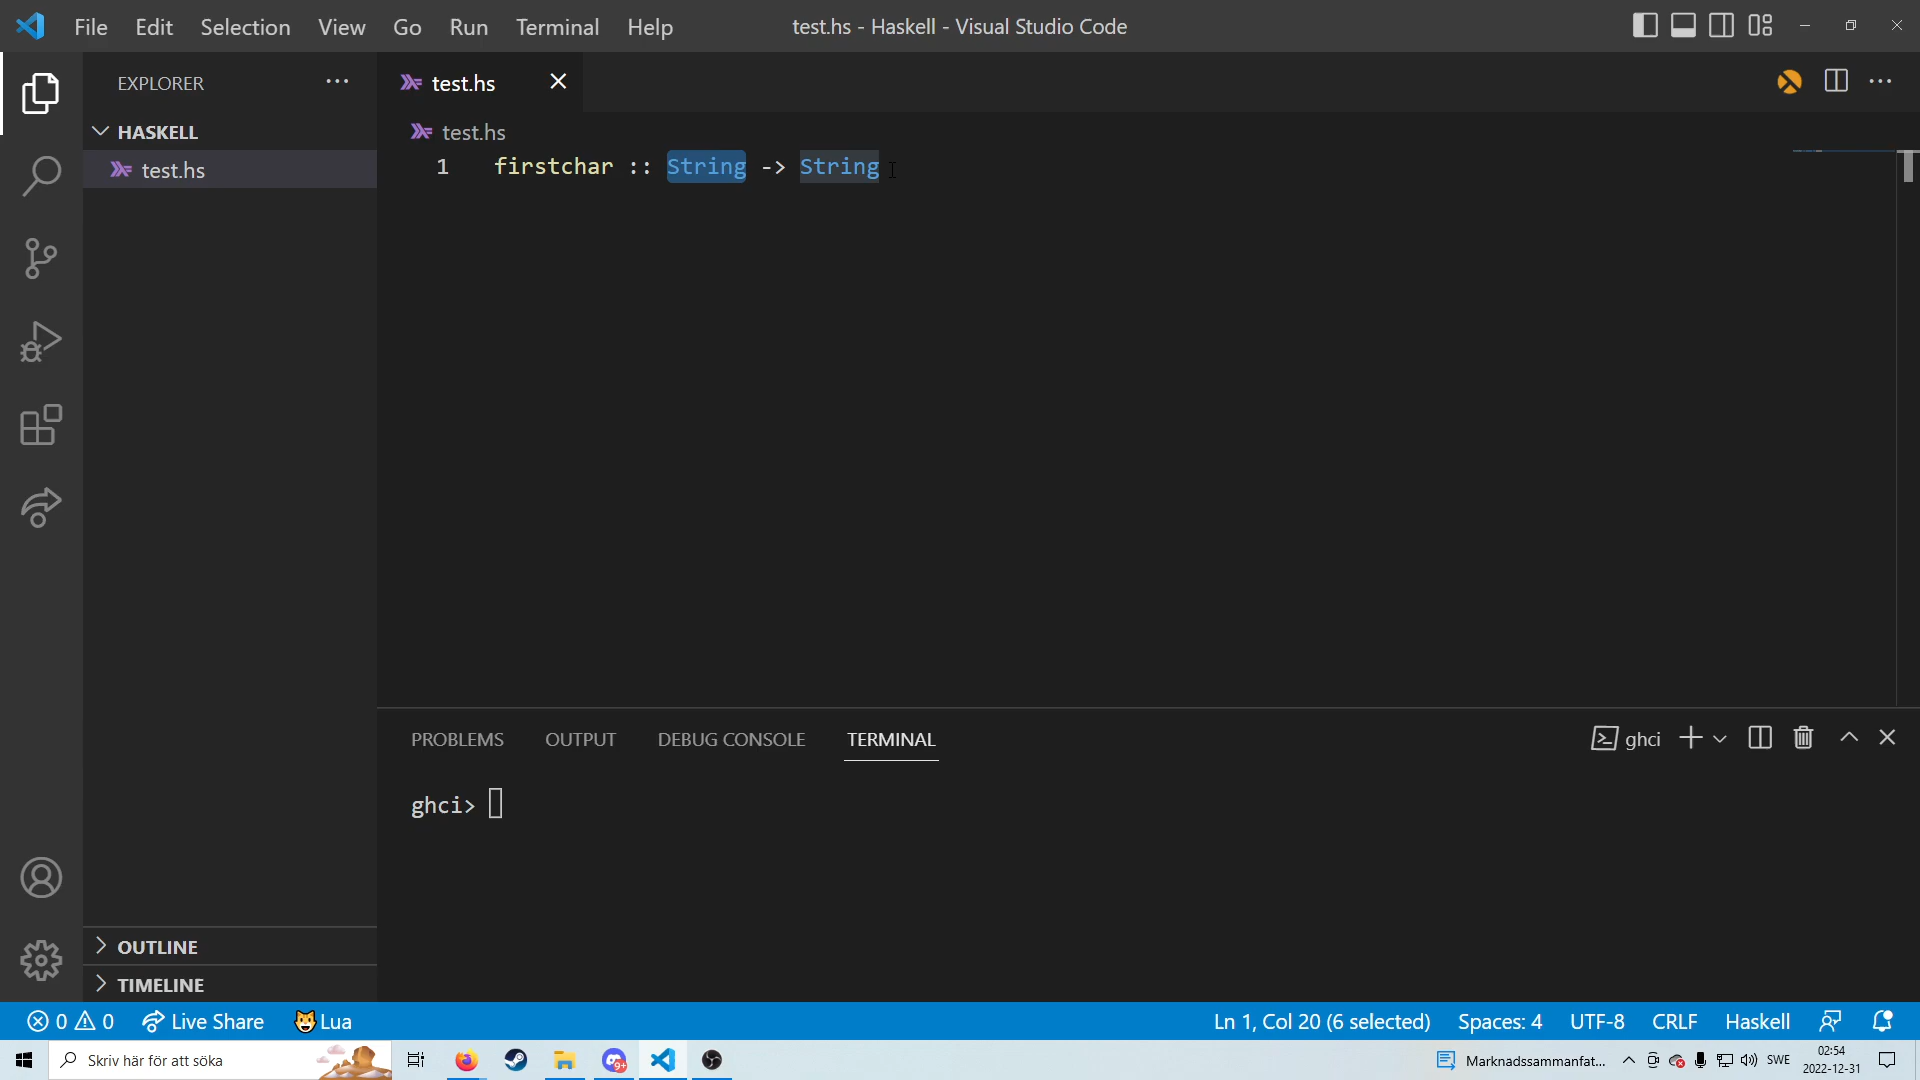 File Edit Selection View Go Run Terminal Help
test.hs - Haskell - Visual Studio Code
EXPLORER
test.hs
HASKELL
test.hs
test.hs
1 firstchar :: String -> String
PROBLEMS OUTPUT DEBUG CONSOLE TERMINAL
ghci
ghci>
OUTLINE
TIMELINE
0 0 Live Share Lua
Ln 1, Col 20 (6 selected) Spaces: 4 UTF-8 CRLF Haskell
Skriv här för att söka
9+
Marknadssammanfat...
SWE
02:54
2022-12-31